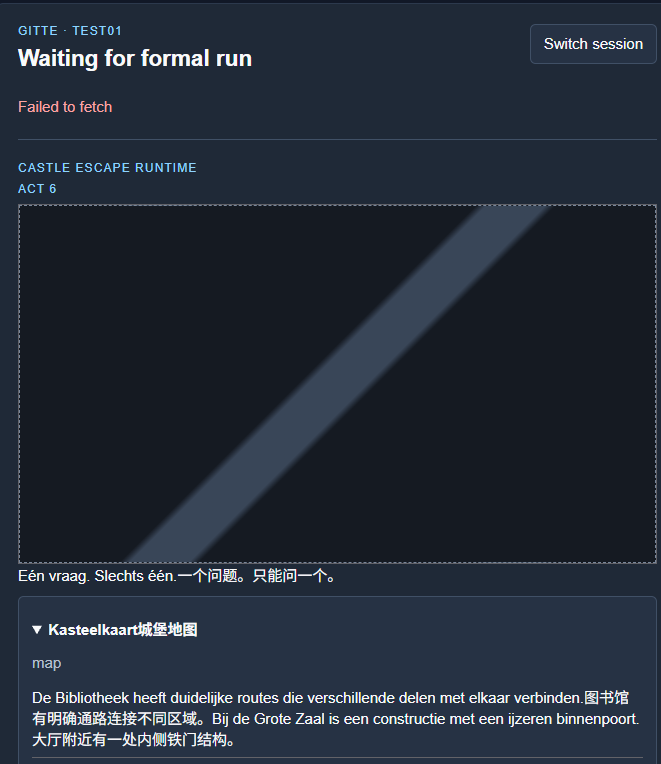 GITTE · TEST01
Waiting for formal run
Switch session
Failed to fetch
CASTLE ESCAPE RUNTIME
ACT 6
Eén vraag. Slechts één.一个问题。只能问一个。
▼ Kasteelkaart城堡地图
map
De Bibliotheek heeft duidelijke routes die verschillende delen met elkaar verbinden.图书馆
有明确通路连接不同区域。Bij de Grote Zaal is een constructie met een ijzeren binnenpoort.
大厅附近有一处内侧铁门结构。